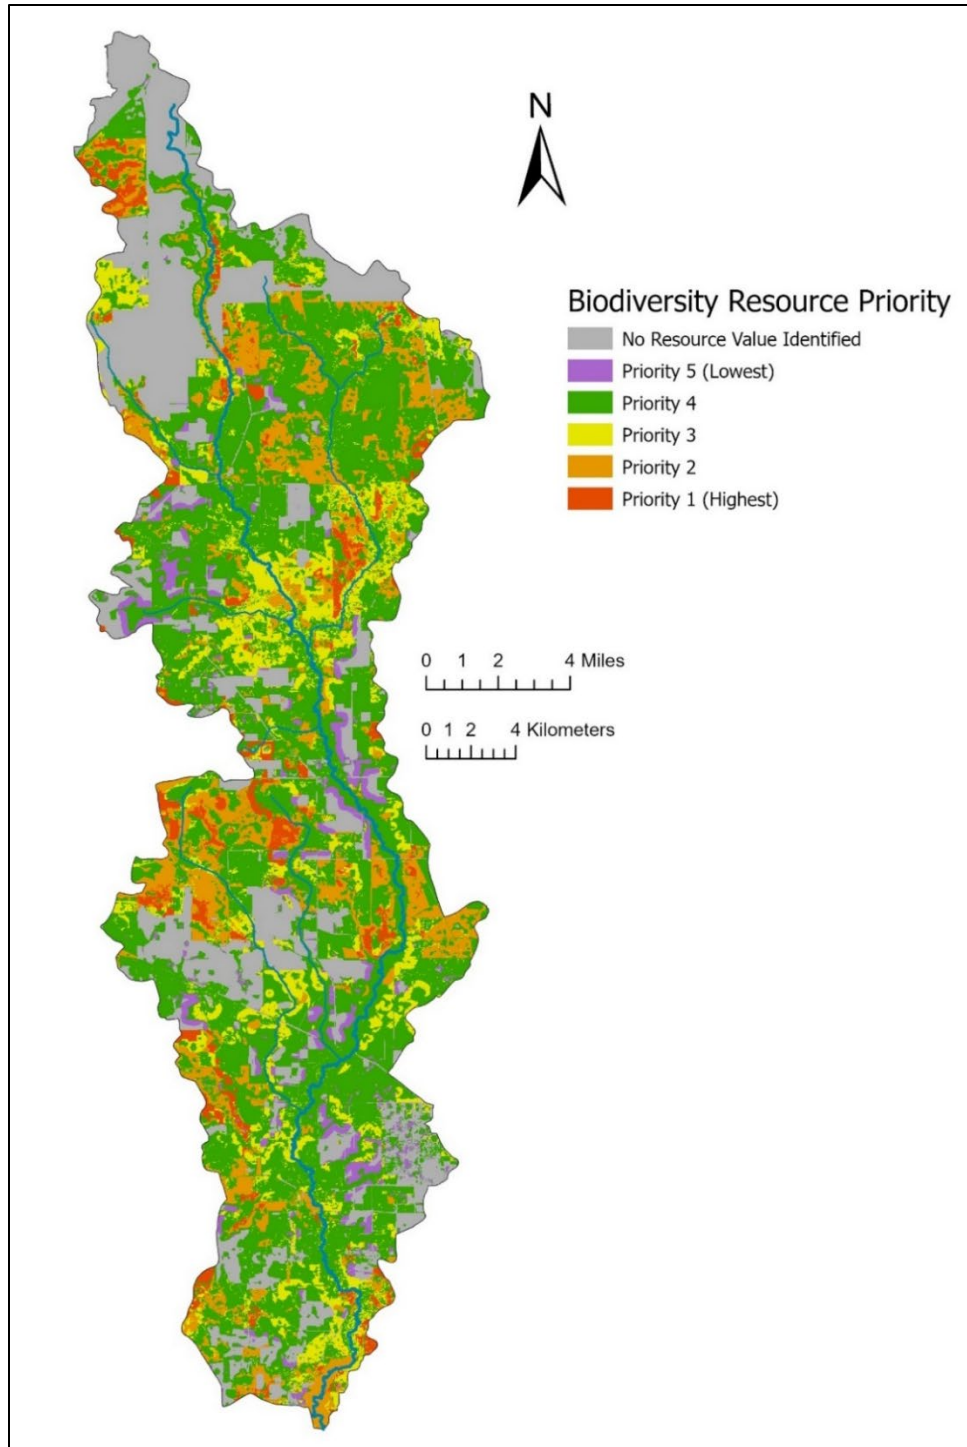 N
Biodiversity Resource Priority
No Resource Value Identified
Priority 5 (Lowest)
Priority 4
Priority 3
Priority 2
Priority 1 (Highest)
0 1 2 4 Miles
0 1 2 4 Kilometers